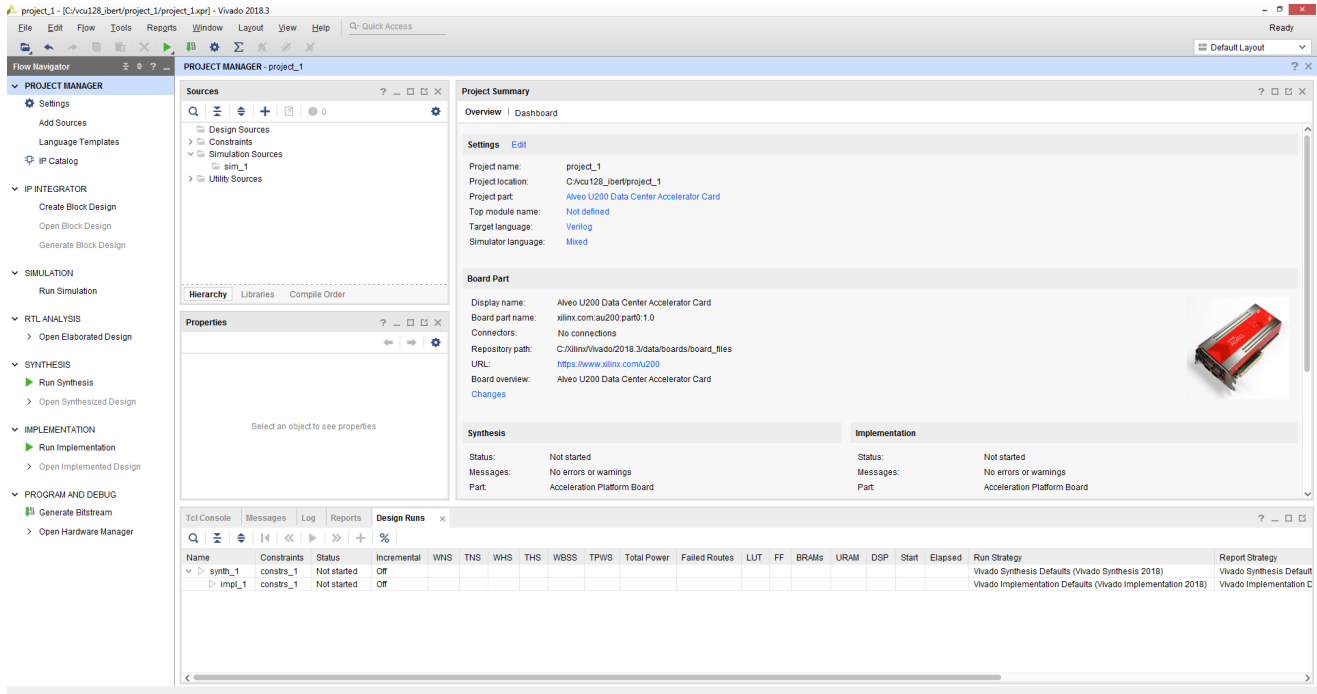 project_1 - [C:/vcu128_ibert/project_1/project_1.xpr] - Vivado 2018.3
File Edit Flow Tools Reports Window Layout View Help Q- Quick Access Ready
Default Layout
Flow Navigator
PROJECT MANAGER
Settings
Add Sources
Language Templates
IP Catalog
IP INTEGRATOR
Create Block Design
Open Block Design
Generate Block Design
SIMULATION
Run Simulation
RTL ANALYSIS
Open Elaborated Design
SYNTHESIS
Run Synthesis
Open Synthesized Design
IMPLEMENTATION
Run Implementation
Open Implemented Design
PROGRAM AND DEBUG
Generate Bitstream
Open Hardware Manager
PROJECT MANAGER - project_1
Sources
0
Design Sources
Constraints
Simulation Sources
sim_1
Utility Sources
Hierarchy Libraries Compile Order
Properties
Select an object to see properties
Project Summary
Overview Dashboard
Settings Edit
Project name: project_1
Project location: C:/vcu128_ibert/project_1
Project part: Alveo U200 Data Center Accelerator Card
Top module name: Not defined
Target language: Verilog
Simulator language: Mixed
Board Part
Display name: Alveo U200 Data Center Accelerator Card
Board part name: xilinx.com:au200:part0:1.0
Connectors: No connections
Repository path: C:/Xilinx/Vivado/2018.3/data/boards/board_files
URL: https://www.xilinx.com/u200
Board overview: Alveo U200 Data Center Accelerator Card
Changes
Synthesis
Status: Not started
Messages: No errors or warnings
Part: Acceleration Platform Board
Implementation
Status: Not started
Messages: No errors or warnings
Part: Acceleration Platform Board
Tcl Console Messages Log Reports Design Runs
Name Constraints Status Incremental WNS TNS WHS THS WBSS TPWS Total Power Failed Routes LUT FF BRAMs URAM DSP Start Elapsed Run Strategy Report Strategy
synth_1 constrs_1 Not started Off Vivado Synthesis Defaults (Vivado Synthesis 2018) Vivado Synthesis Default
impl_1 constrs_1 Not started Off Vivado Implementation Defaults (Vivado Implementation 2018) Vivado Implementation D